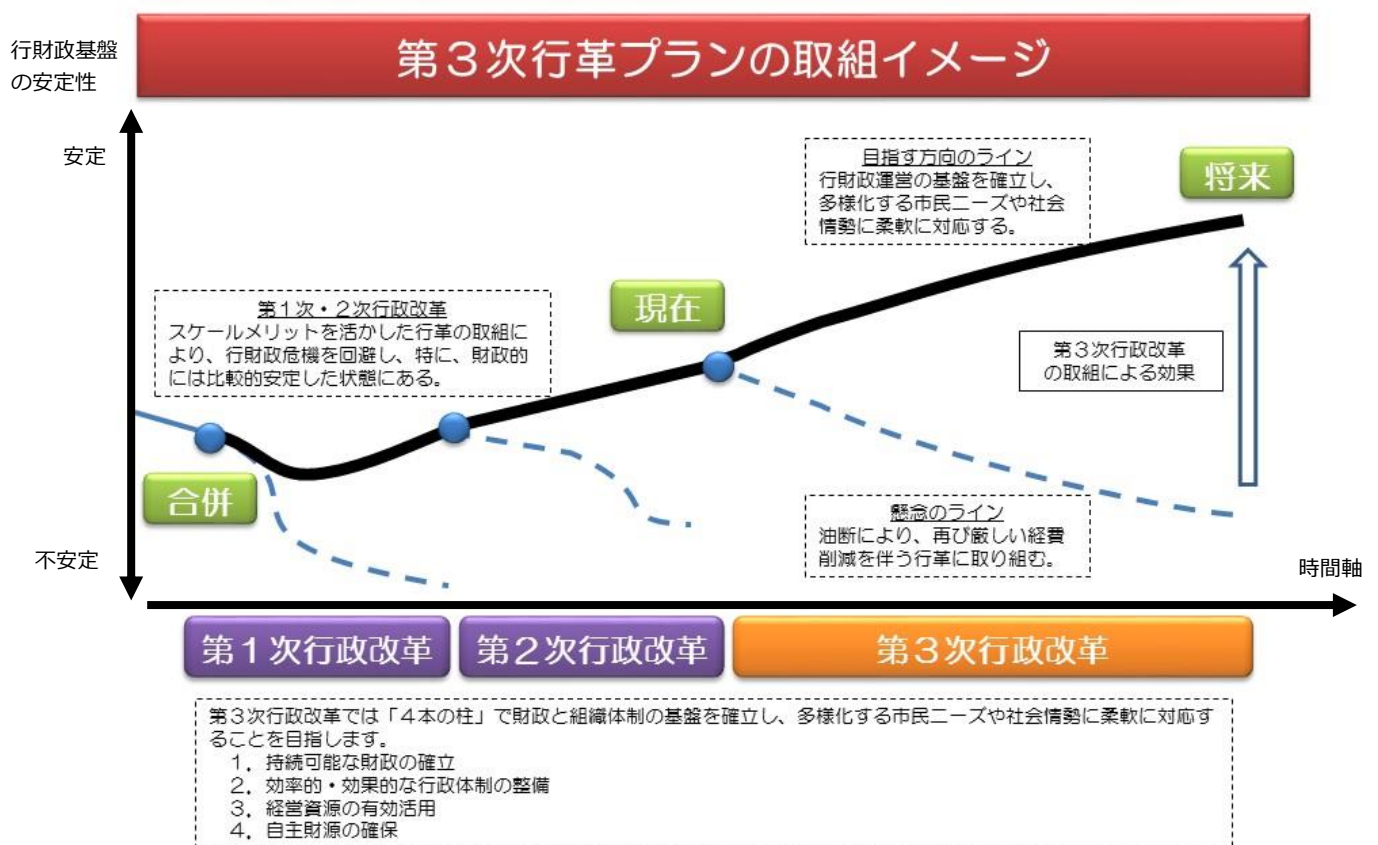 行財政基盤
の安定性
第３次行革プランの取組イメージ
安定
目指す方向のライン
行財政運営の基盤を確立し、
多様化する市民ニーズや社会
情勢に柔軟に対応する。
将来
第１次・２次行政改革
スケールメリットを活かした行革の取組に
より、行財政危機を回避し、特に、財政的
には比較的安定した状態にある。
現在
第３次行政改革
の取組による効果
合併
懸念のライン
油断により、再び厳しい経費
削減を伴う行革に取り組む。
不安定
時間軸
第１次行政改革
第２次行政改革
第３次行政改革
第３次行政改革では「４本の柱」で財政と組織体制の基盤を確立し、多様化する市民ニーズや社会情勢に柔軟に対応す
ることを目指します。
１．持続可能な財政の確立
２．効率的・効果的な行政体制の整備
３．経営資源の有効活用
４．自主財源の確保